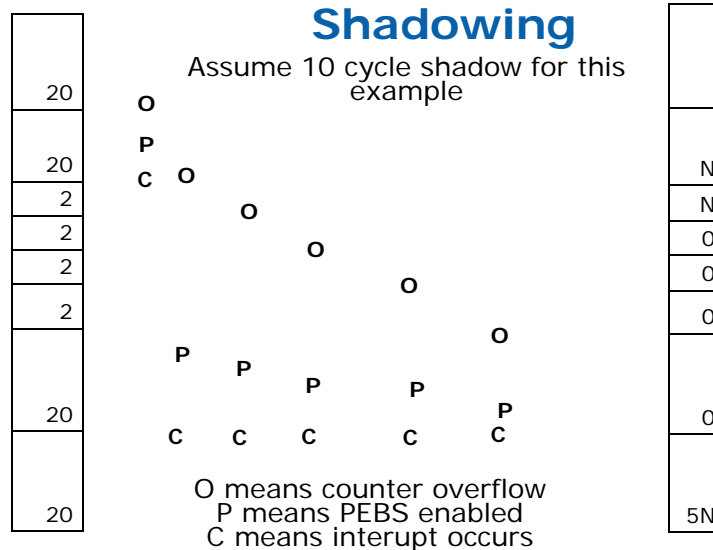 Shadowing
Assume 10 cycle shadow for this
example
20
O
P
20
N
C O
2
N
O
2
0
O
2
0
O
2
0
O
P
P
P
P
P
20
0
C C C C C
O means counter overflow
20
P means PEBS enabled
5N
C means interupt occurs